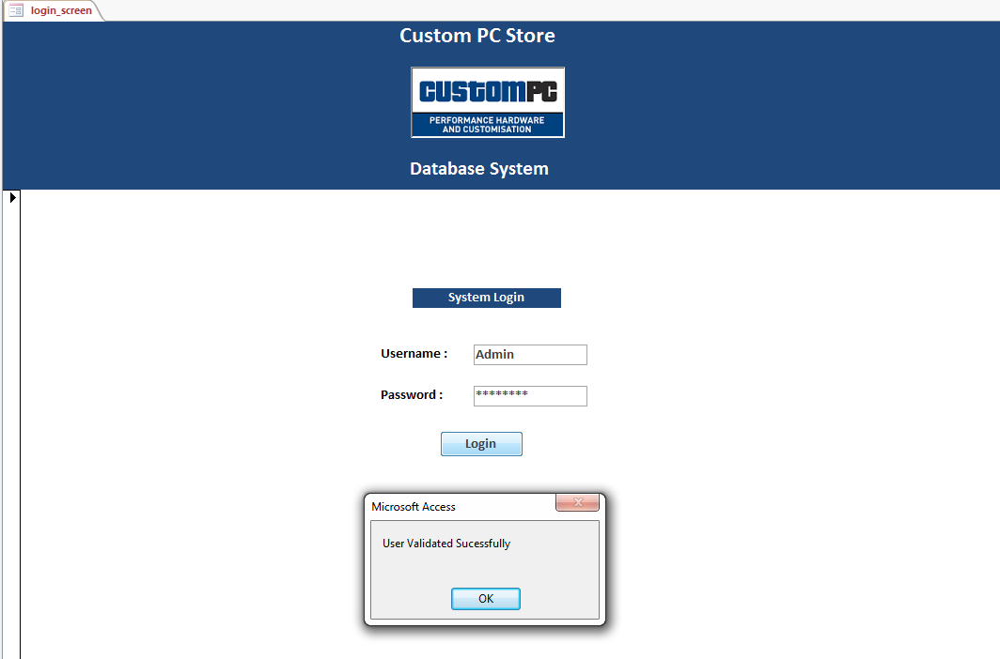 login_screen
Custom PC Store
CUSTOMPC
PERFORMANCE HARDWARE
AND CUSTOMISATION
Database System
System Login
Username : Admin
Password : ********
Login
Microsoft Access
User Validated Sucessfully
OK